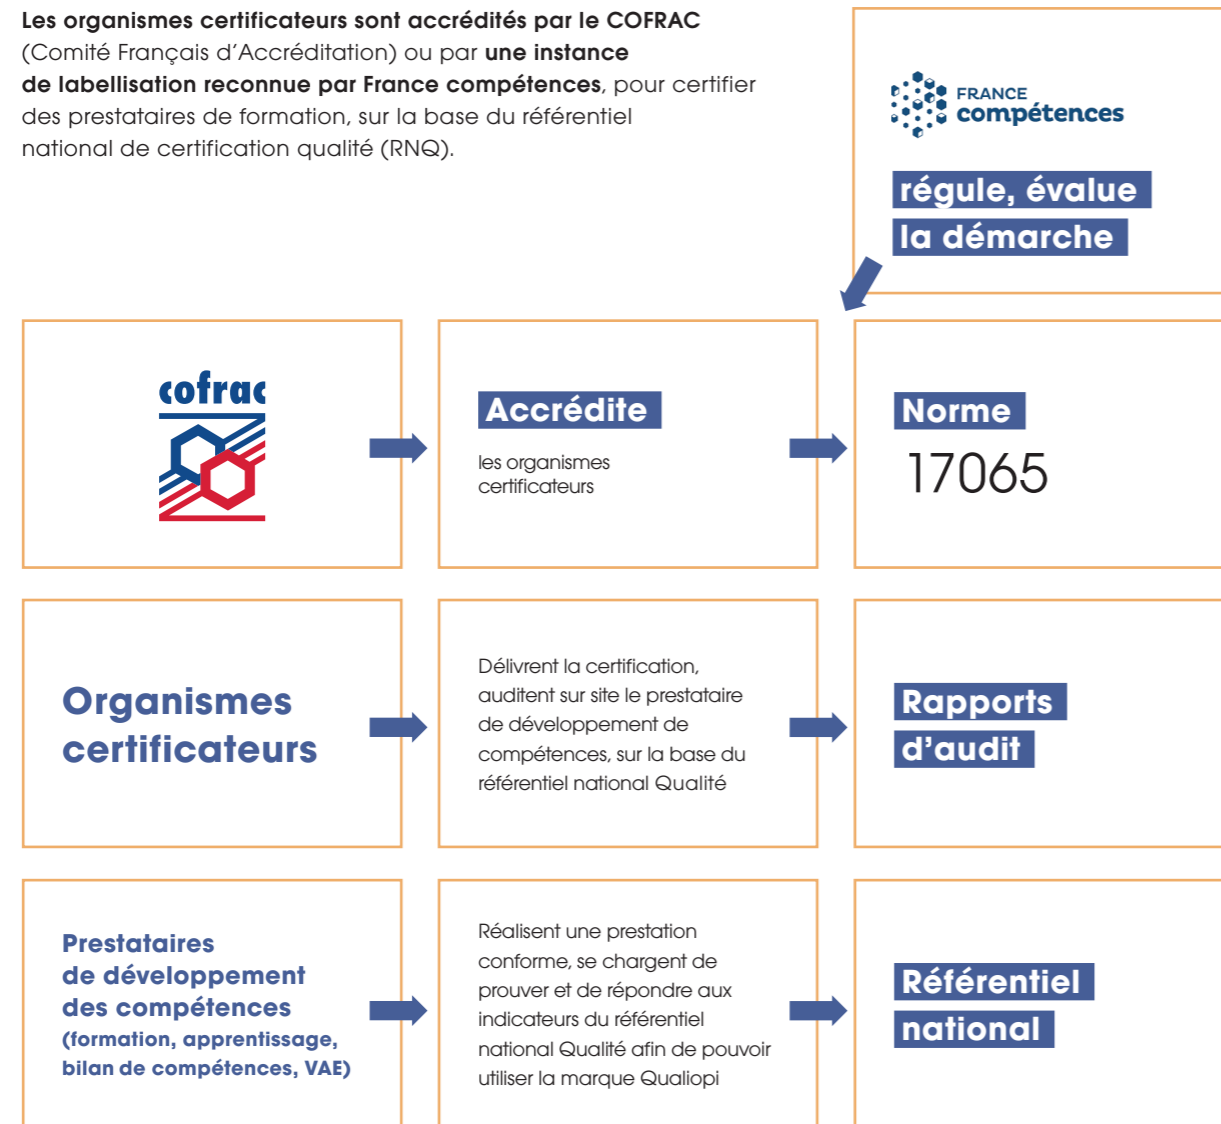 Les organismes certificateurs sont accrédités par le COFRAC
(Comité Français d'Accréditation) ou par une instance
de labellisation reconnue par France compétences, pour certifier
des prestataires de formation, sur la base du référentiel
national de certification qualité (RNQ).
FRANCE
compétences
régule, évalue
la démarche
cofrac
Accrédite
les organismes
certificateurs
Norme
17065
Organismes
certificateurs
Délivrent la certification,
auditent sur site le prestataire
de développement de
compétences, sur la base du
référentiel national Qualité
Rapports
d'audit
Prestataires
de développement
des compétences
(formation, apprentissage,
bilan de compétences, VAE)
Réalisent une prestation
conforme, se chargent de
prouver et de répondre aux
indicateurs du référentiel
national Qualité afin de pouvoir
utiliser la marque Qualiopi
Référentiel
national